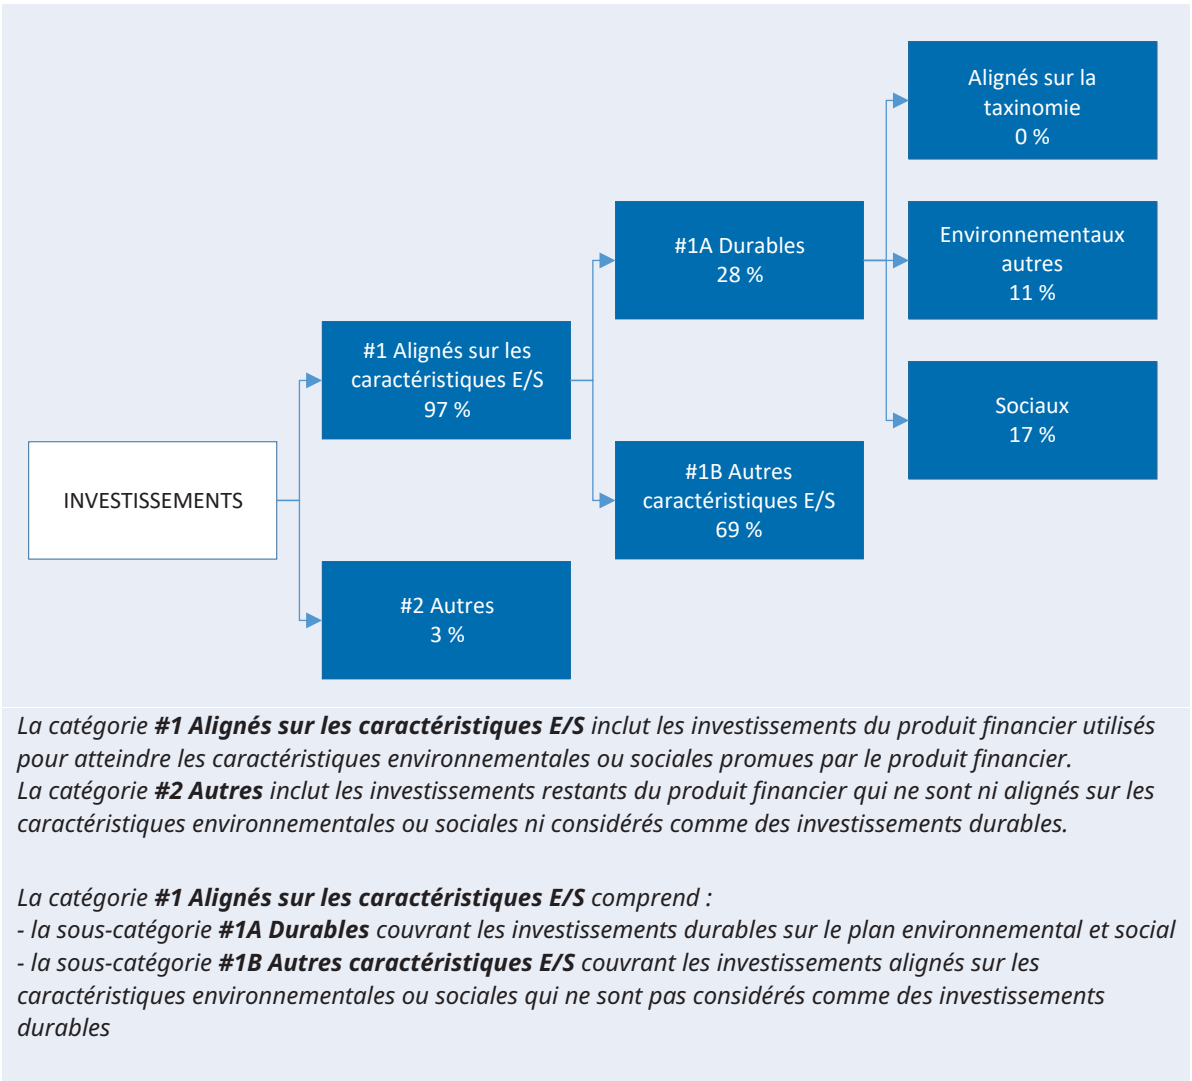 Alignés sur la
taxinomie
0 %
#1A Durables
28 %
Environnementaux
autres
11 %
#1 Alignés sur les
caractéristiques E/S
97 %
Sociaux
17 %
INVESTISSEMENTS
#1B Autres
caractéristiques E/S
69 %
#2 Autres
3 %
La catégorie #1 Alignés sur les caractéristiques E/S inclut les investissements du produit financier utilisés
pour atteindre les caractéristiques environnementales ou sociales promues par le produit financier.
La catégorie #2 Autres inclut les investissements restants du produit financier qui ne sont ni alignés sur les
caractéristiques environnementales ou sociales ni considérés comme des investissements durables.
La catégorie #1 Alignés sur les caractéristiques E/S comprend :
- la sous-catégorie #1A Durables couvrant les investissements durables sur le plan environnemental et social
- la sous-catégorie #1B Autres caractéristiques E/S couvrant les investissements alignés sur les
caractéristiques environnementales ou sociales qui ne sont pas considérés comme des investissements
durables